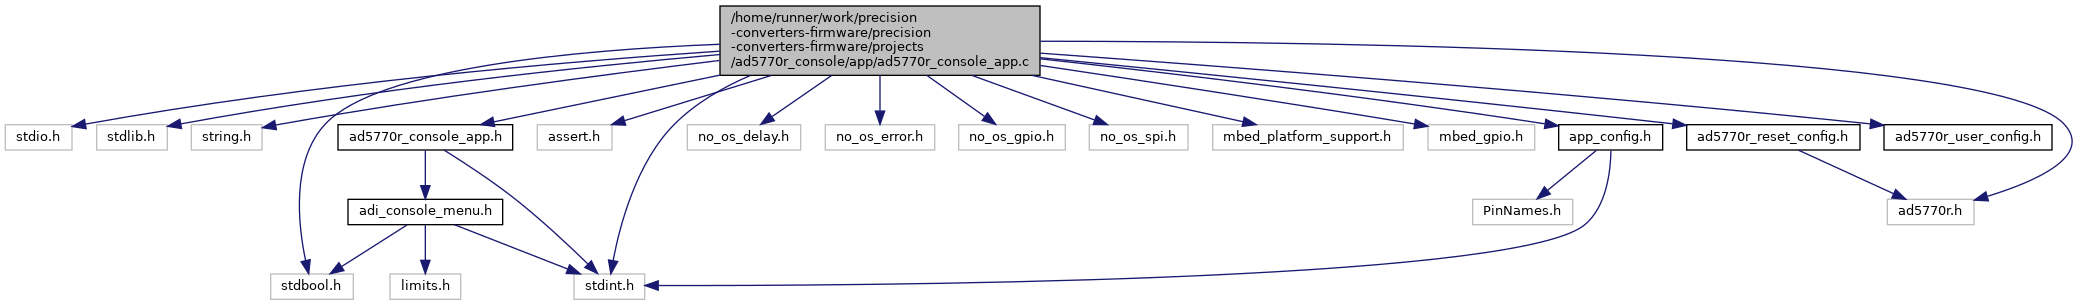 /home/runner/work/precision
-converters-firmware/precision
-converters-firmware/projects
/ad5770r_console/app/ad5770r_console_app.c
stdio.h
stdlib.h
string.h
ad5770r_console_app.h
assert.h
no_os_delay.h
no_os_error.h
no_os_gpio.h
no_os_spi.h
mbed_platform_support.h
mbed_gpio.h
app_config.h
ad5770r_reset_config.h
ad5770r_user_config.h
adi_console_menu.h
PinNames.h
ad5770r.h
stdbool.h
limits.h
stdint.h